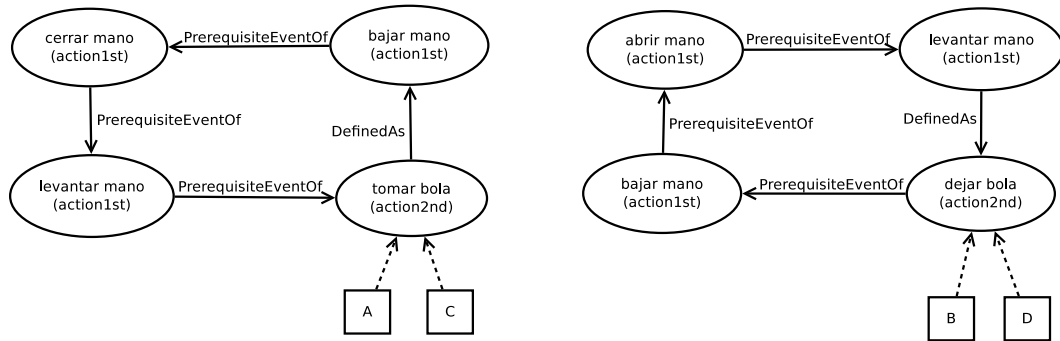 cerrar mano
(action1st)
PrerequisiteEventOf
bajar mano
(action1st)
PrerequisiteEventOf
DefinedAs
levantar mano
(action1st)
PrerequisiteEventOf
tomar bola
(action2nd)
A
C
abrir mano
(action1st)
PrerequisiteEventOf
levantar mano
(action1st)
PrerequisiteEventOf
DefinedAs
bajar mano
(action1st)
PrerequisiteEventOf
dejar bola
(action2nd)
B
D